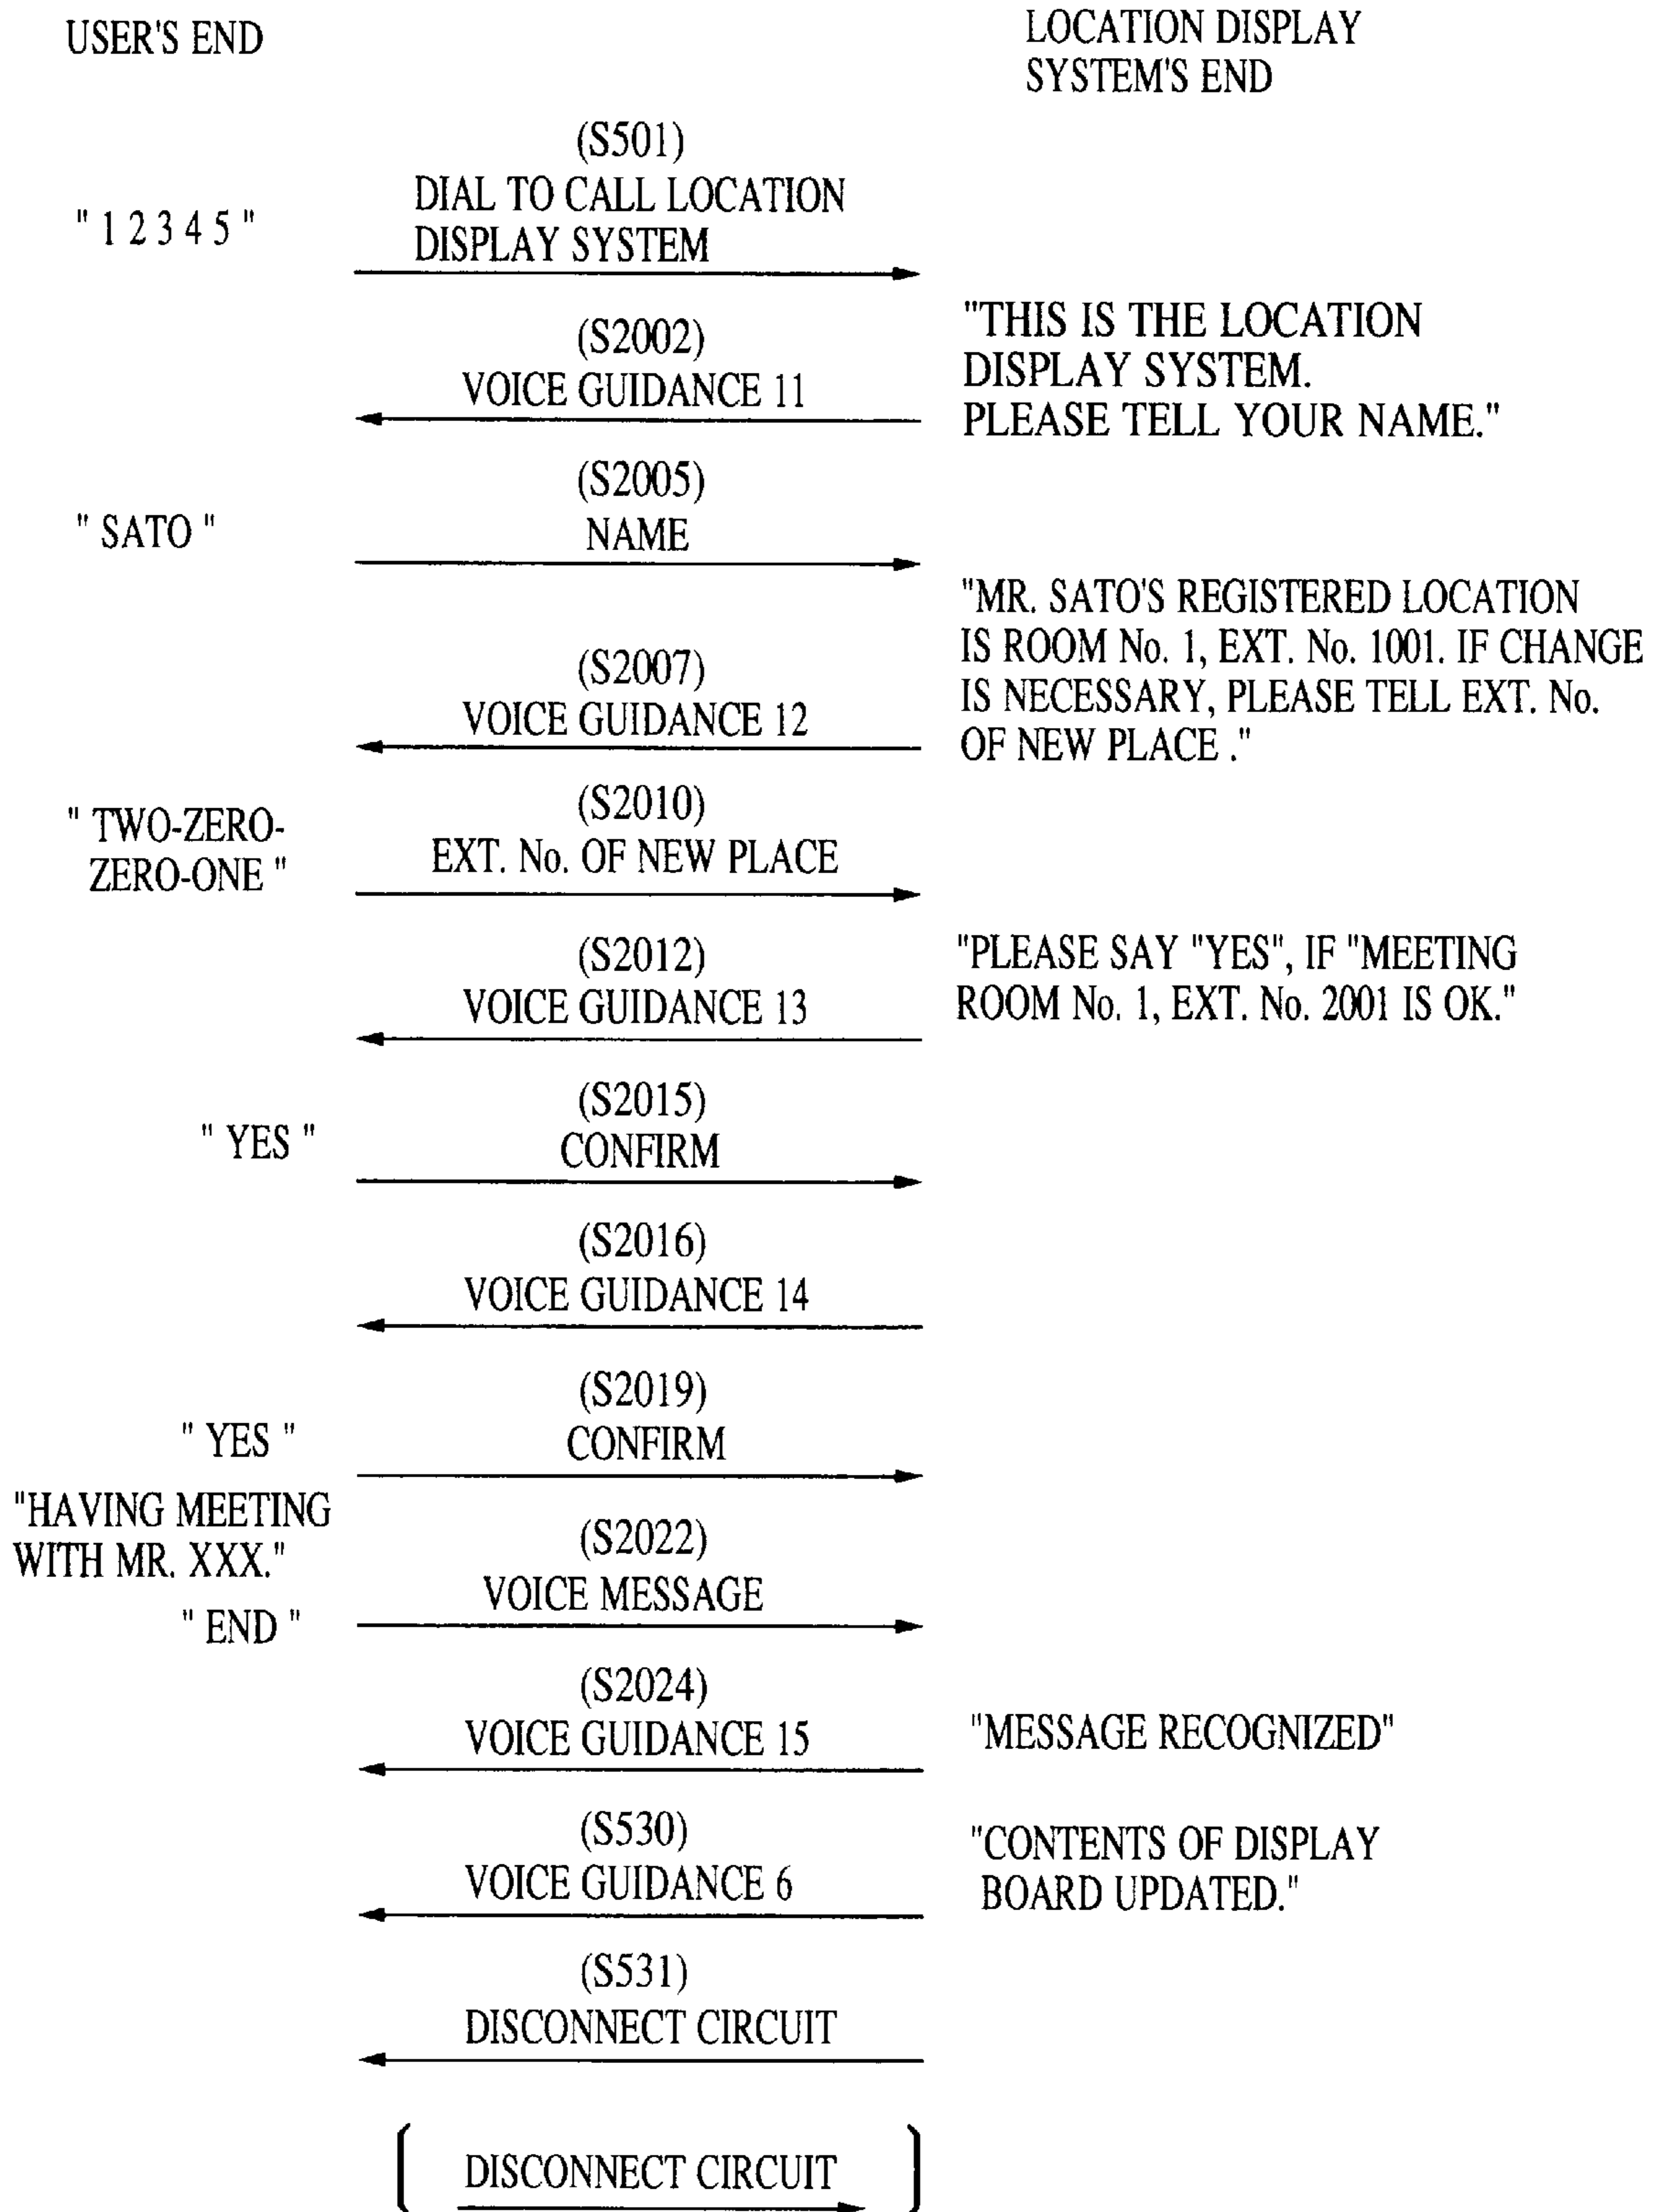 USER'S END
LOCATION DISPLAY
SYSTEM'S END
(S501)
DIAL TO CALL LOCATION
DISPLAY SYSTEM
" 1 2 3 4 5 "
(S2002)
VOICE GUIDANCE 11
"THIS IS THE LOCATION
DISPLAY SYSTEM.
PLEASE TELL YOUR NAME."
" SATO "
(S2005)
NAME
(S2007)
VOICE GUIDANCE 12
"MR. SATO'S REGISTERED LOCATION
IS ROOM No. 1, EXT. No. 1001. IF CHANGE
IS NECESSARY, PLEASE TELL EXT. No.
OF NEW PLACE ."
" TWO-ZERO-
ZERO-ONE "
(S2010)
EXT. No. OF NEW PLACE
(S2012)
VOICE GUIDANCE 13
"PLEASE SAY "YES", IF "MEETING
ROOM No. 1, EXT. No. 2001 IS OK."
" YES "
(S2015)
CONFIRM
(S2016)
VOICE GUIDANCE 14
" YES "
(S2019)
CONFIRM
"HAVING MEETING
WITH MR. XXX."
" END "
(S2022)
VOICE MESSAGE
(S2024)
VOICE GUIDANCE 15
"MESSAGE RECOGNIZED"
(S530)
VOICE GUIDANCE 6
"CONTENTS OF DISPLAY
BOARD UPDATED."
(S531)
DISCONNECT CIRCUIT
DISCONNECT CIRCUIT